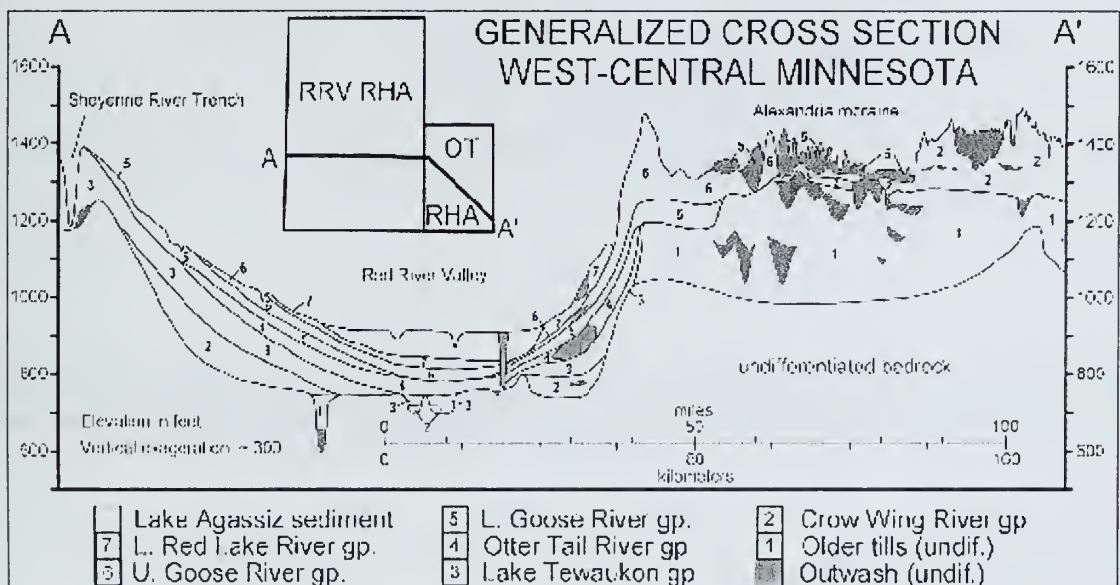 A
GENERALIZED CROSS SECTION
WEST-CENTRAL MINNESOTA
A'
1600
1600
Sheyenne River Trench
RRV RHA
Alexandria moraine
1400
1400
A
OT
1200
1200
RHA
A'
Red River Valley
1000
1000
800
800
undifferentiated bedrock
Elevation in feet
miles
0
50
100
Vertical exageration ~ 300
600
0
kilometers
Lake Agassiz sediment
5 L. Goose River gp.
2 Crow Wing River gp
7 L. Red Lake River gp.
4 Otter Tail River gp
1 Older tills (undif.)
6 U. Goose River gp.
3 Lake Tewaukon gp
Outwash (undif.)